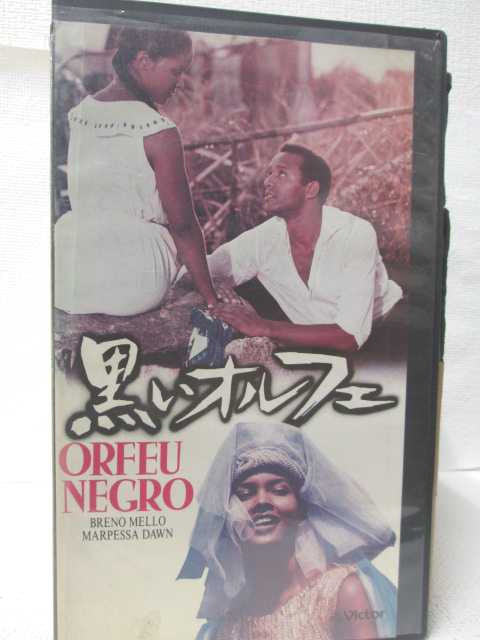 黒いオルフェ
ORFEU
NEGRO
BRENO MELLO
MARPESSA DAWN
Victor